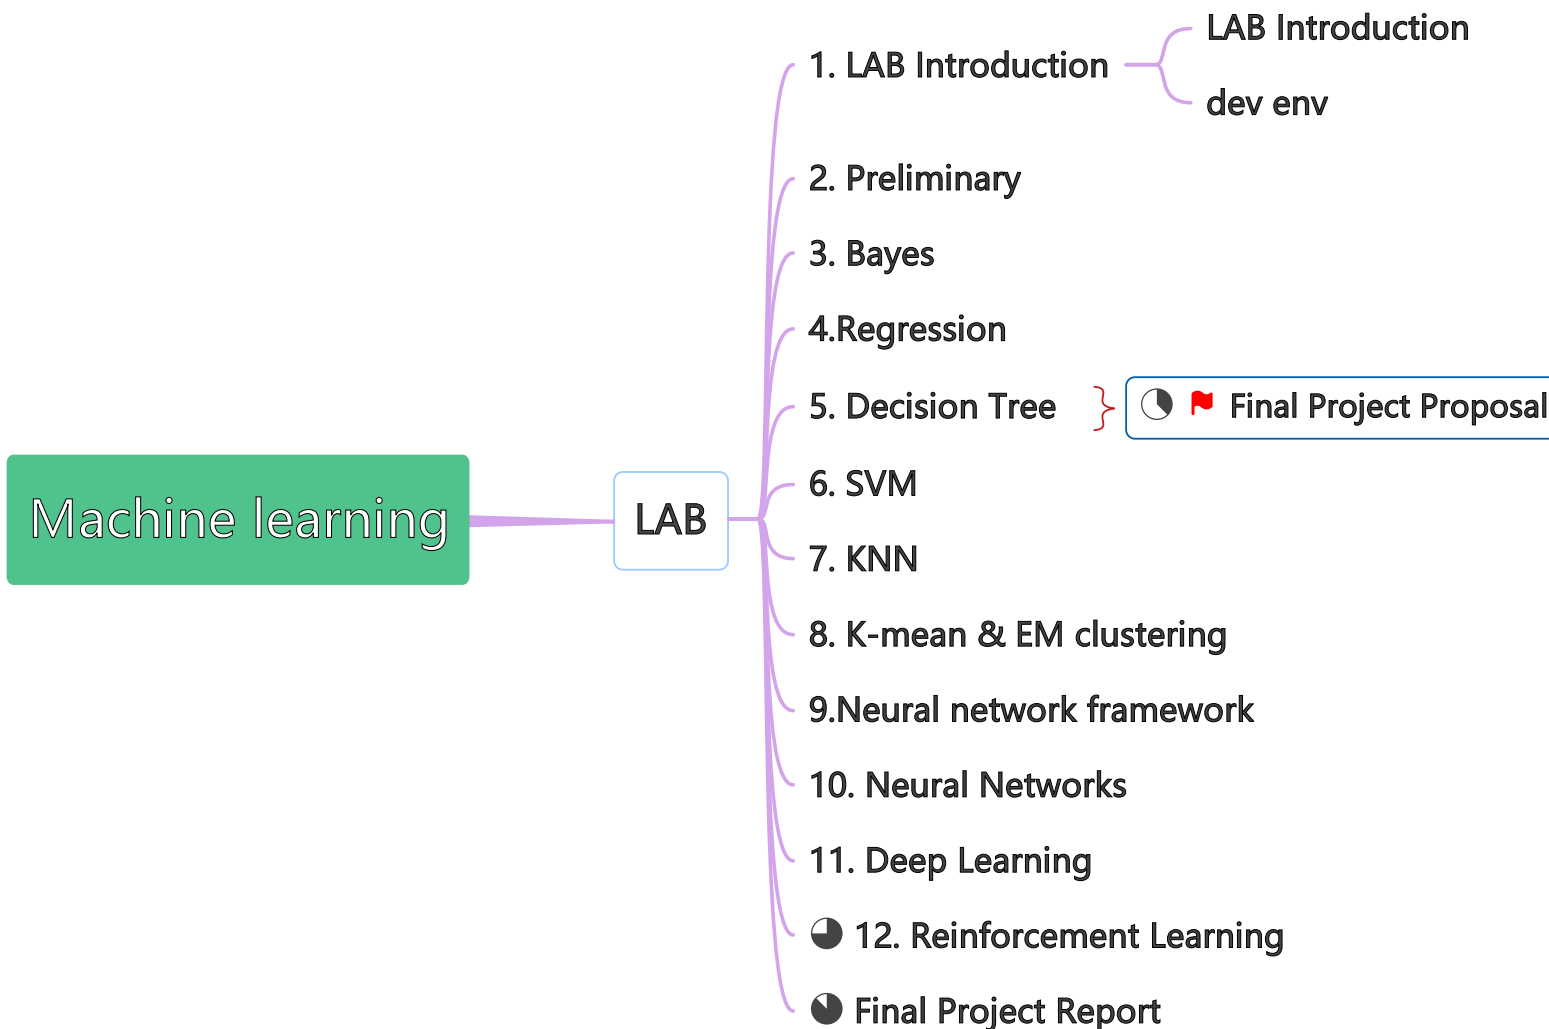 Machine learning
LAB
1. LAB Introduction
LAB Introduction
dev env
2. Preliminary
3. Bayes
4.Regression
5. Decision Tree
Final Project Proposal
6. SVM
7. KNN
8. K-mean & EM clustering
9.Neural network framework
10. Neural Networks
11. Deep Learning
12. Reinforcement Learning
Final Project Report